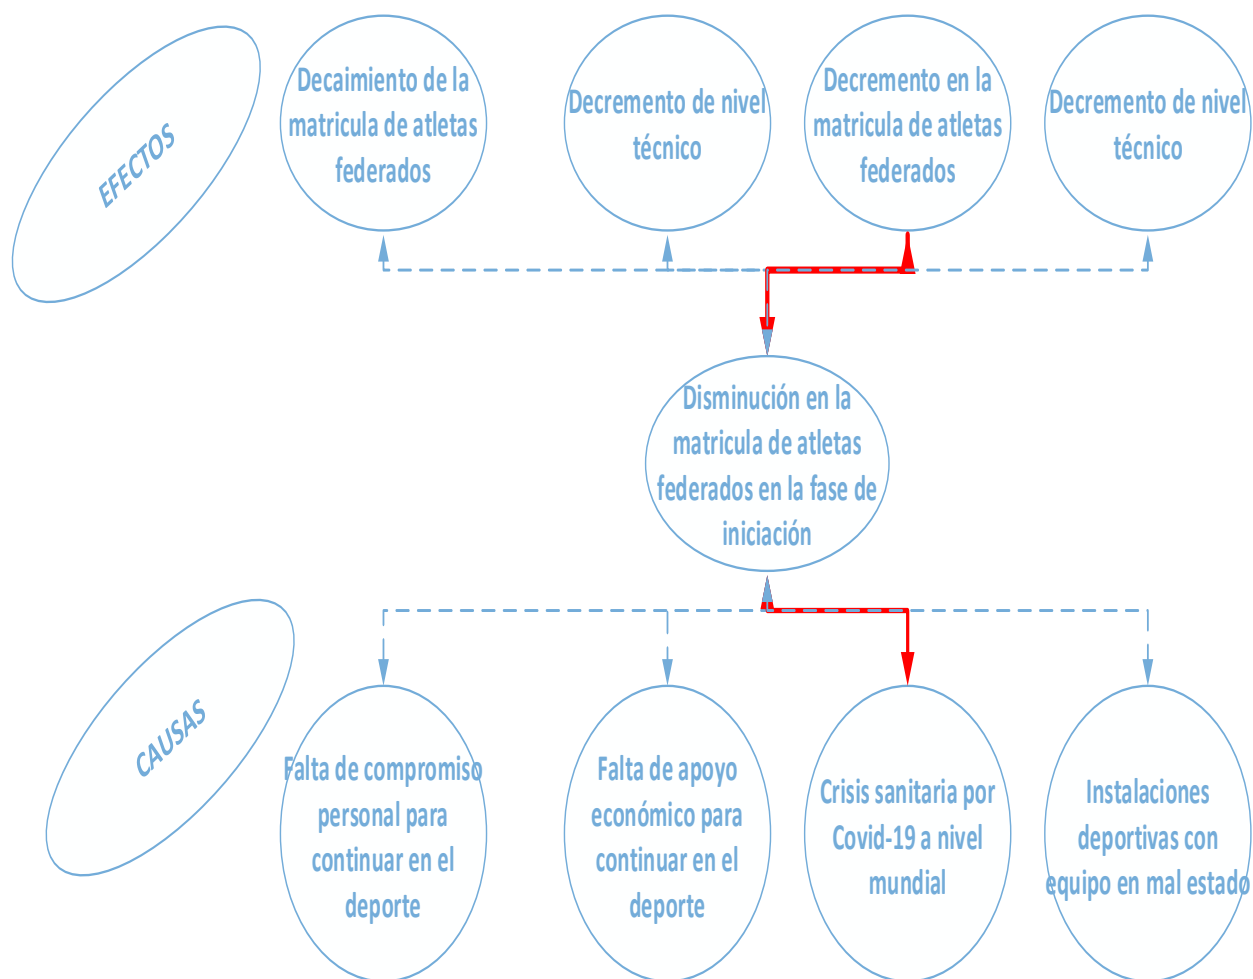 EFECTOS
Decaimiento de la
matricula de atletas
federados
Decremento de nivel
técnico
Decremento en la
matricula de atletas
federados
Decremento de nivel
técnico
Disminución en la
matricula de atletas
federados en la fase de
iniciación
CAUSAS
Falta de compromiso
personal para
continuar en el
deporte
Falta de apoyo
económico para
continuar en el
deporte
Crisis sanitaria por
Covid-19 a nivel
mundial
Instalaciones
deportivas con
equipo en mal estado